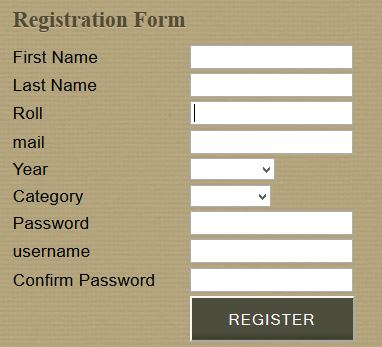 Registration Form
First Name
Last Name
Roll
mail
Year
Category
Password
username
Confirm Password
REGISTER